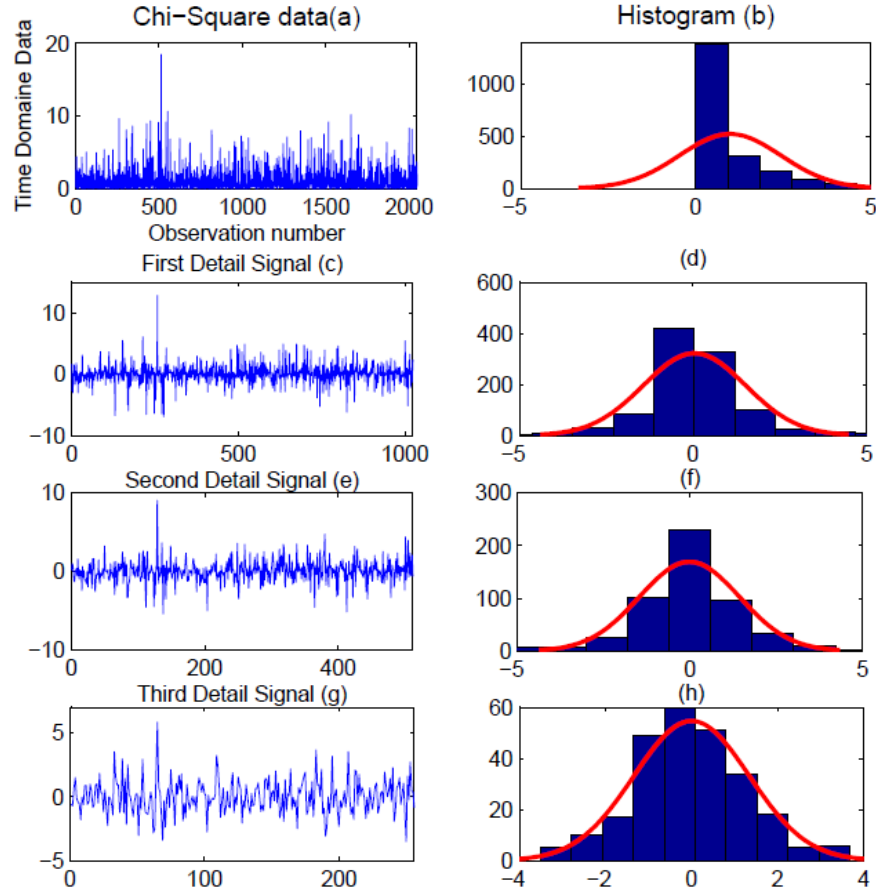 Chi−Square data(a)
Histogram (b)
Time Domaine Data
20
10
0
0 500 1000 1500 2000
Observation number
1000
500
0
−5 0 5
First Detail Signal (c)
10
0
−10
0 500 1000
(d)
600
400
200
0
−5 0 5
Second Detail Signal (e)
10
0
−10
0 200 400
(f)
300
200
100
0
−5 0 5
Third Detail Signal (g)
5
0
−5
0 100 200
(h)
60
40
20
0
−4 −2 0 2 4